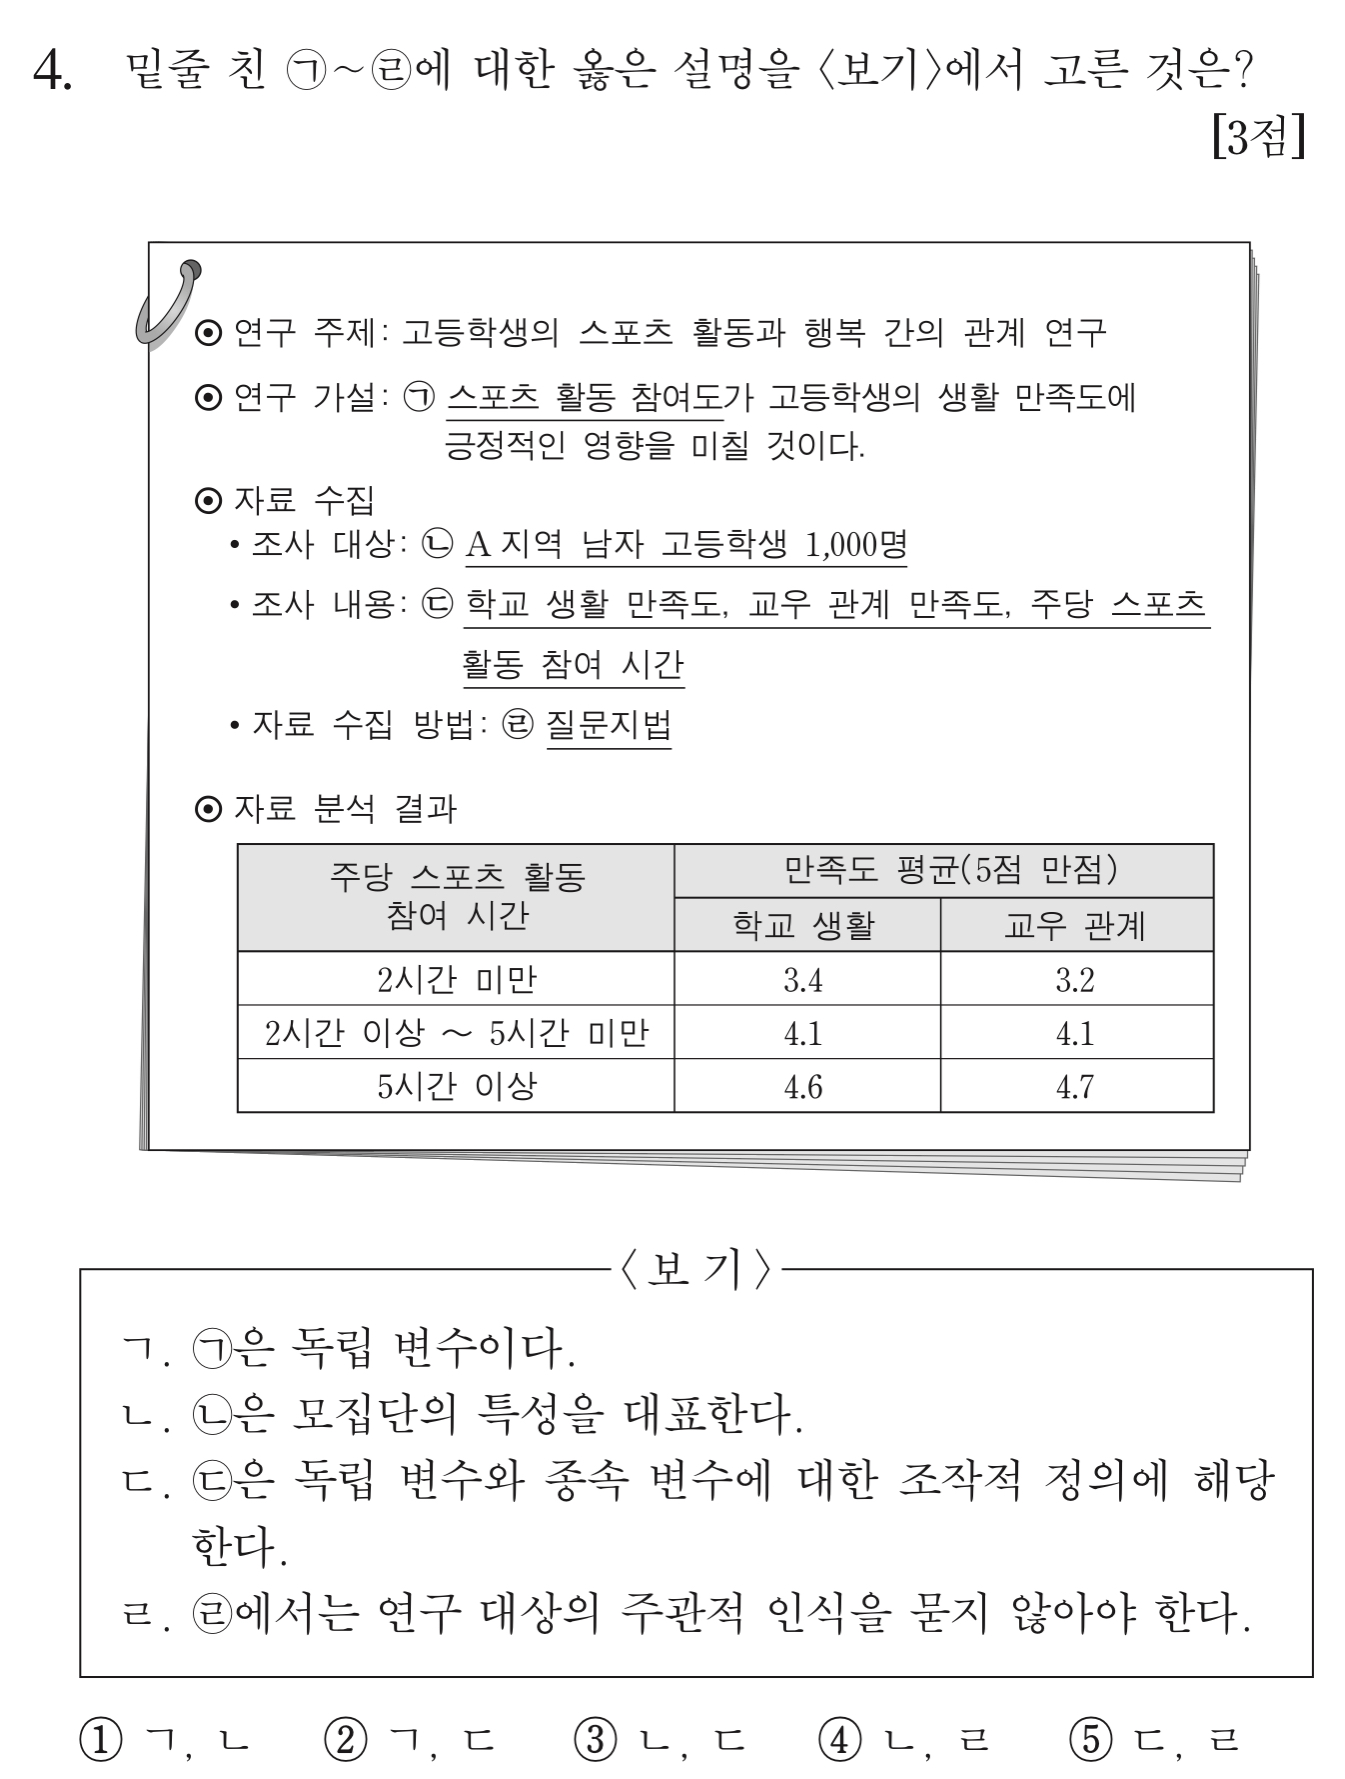 4. 밑줄 친 ㉠~㉣에 대한 옳은 설명을 〈보기〉에서 고른 것은?
[3점]
⊙ 연구 주제: 고등학생의 스포츠 활동과 행복 간의 관계 연구
⊙ 연구 가설: ㉠ 스포츠 활동 참여도가 고등학생의 생활 만족도에
긍정적인 영향을 미칠 것이다.
⊙ 자료 수집
• 조사 대상: ㉡ A 지역 남자 고등학생 1,000명
• 조사 내용: ㉢ 학교 생활 만족도, 교우 관계 만족도, 주당 스포츠
활동 참여 시간
• 자료 수집 방법: ㉣ 질문지법
⊙ 자료 분석 결과
주당 스포츠 활동
참여 시간
만족도 평균(5점 만점)
학교 생활 교우 관계
2시간 미만 3.4 3.2
2시간 이상 ~ 5시간 미만 4.1 4.1
5시간 이상 4.6 4.7
〈보기〉
ㄱ. ㉠은 독립 변수이다.
ㄴ. ㉡은 모집단의 특성을 대표한다.
ㄷ. ㉢은 독립 변수와 종속 변수에 대한 조작적 정의에 해당
한다.
ㄹ. ㉣에서는 연구 대상의 주관적 인식을 묻지 않아야 한다.
① ㄱ, ㄴ ② ㄱ, ㄷ ③ ㄴ, ㄷ ④ ㄴ, ㄹ ⑤ ㄷ, ㄹ